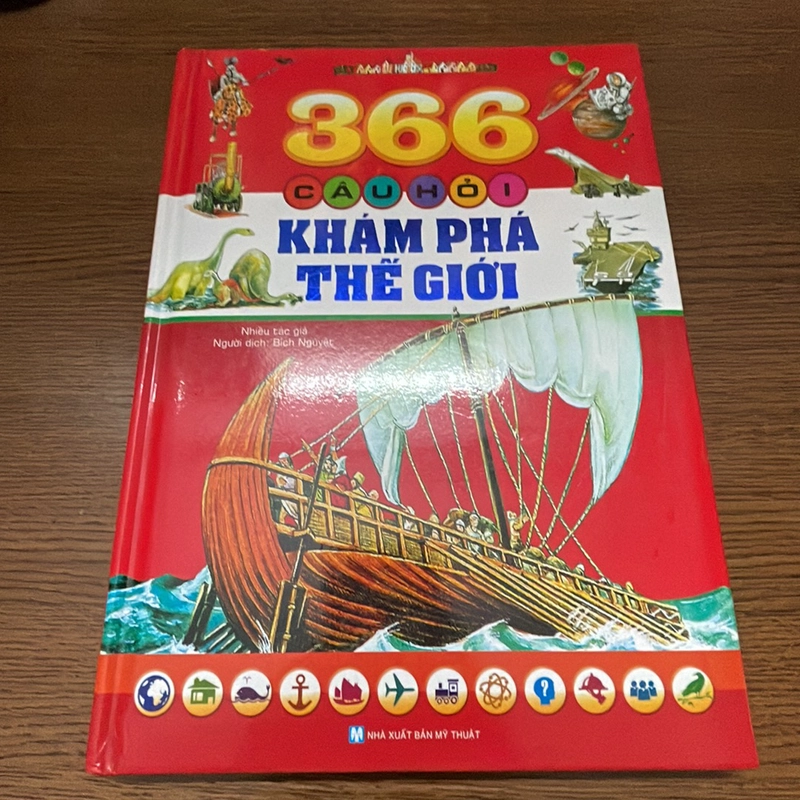 366
CÂU HỎI
KHÁM PHÁ
THẾ GIỚI
Nhiều tác giả
Người dịch: Bích Nguyệt
NHÀ XUẤT BẢN MỸ THUẬT